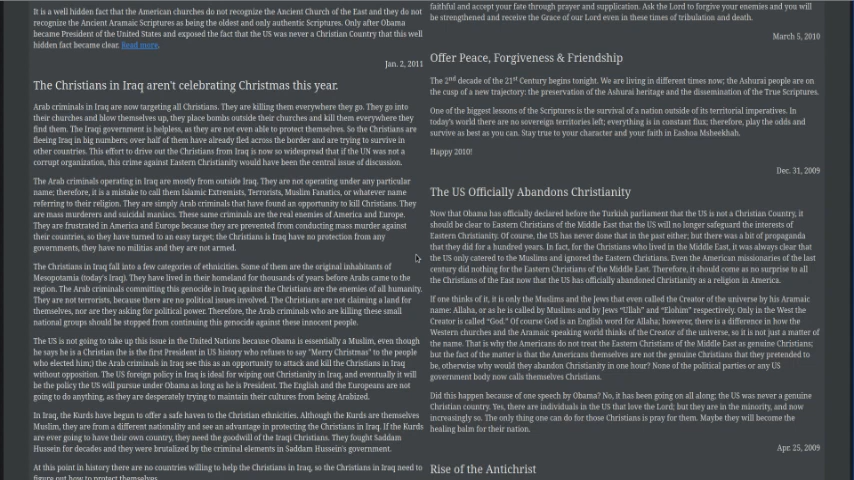 It is a well hidden fact that the American churches do not recognize the Ancient Church of the East and they do not
recognize the Ancient Aramaic Scriptures as being the oldest and only authentic Scriptures. Only after Obama
became President of the United States and exposed the fact that the US was never a Christian Country that this well
hidden fact became clear. Read more.
Jan. 2, 2011
The Christians in Iraq aren't celebrating Christmas this year.
Arab criminals in Iraq are now targeting all Christians. They are killing them everywhere they go. They go into
their churches and blow themselves up, they place bombs outside their churches and kill them everywhere they
find them. The Iraqi government is helpless, as they are not even able to protect themselves. So the Christians are
fleeing Iraq in big numbers; over half of them have already fled across the border and are trying to survive in
other countries. This effort to drive out the Christians from Iraq is now so widespread that if the UN was not a
corrupt organization, this crime against Eastern Christianity would have been the central issue of discussion.
The Arab criminals operating in Iraq are mostly from outside Iraq. They are not operating under any particular
name; therefore, it is a mistake to call them Islamic Extremists, Terrorists, Muslim Fanatics, or whatever name
referring to their religion. They are simply Arab criminals that have found an opportunity to kill Christians. They
are mass murderers and suicidal maniacs. These same criminals are the real enemies of America and Europe.
They are frustrated in America and Europe because they are prevented from conducting mass murder against
their countries, so they have turned to an easy target; the Christians is Iraq have no protection from any
governments, they have no militias and they are not armed.
The Christians in Iraq fall into a few categories of ethnicities. Some of them are the original inhabitants of
Mesopotamia (today's Iraq). They have lived in their homeland for thousands of years before Arabs came to the
region. The Arab criminals committing this genocide in Iraq against the Christians are the enemies of all humanity.
They are not terrorists, because there are no political issues involved. The Christians are not claiming a land for
themselves, nor are they asking for political power. Therefore, the Arab criminals who are killing these small
national groups should be stopped from continuing this genocide against these innocent people.
The US is not going to take up this issue in the United Nations because Obama is essentially a Muslim, even though
he says he is a Christian (he is the first President in US history who refuses to say "Merry Christmas" to the people
who elected him;) the Arab criminals in Iraq see this as an opportunity to attack and kill the Christians in Iraq
without opposition. The US foreign policy in Iraq is ideal for wiping out Christianity in Iraq, and eventually it will
be the policy the US will pursue under Obama as long as he is President. The English and the Europeans are not
going to do anything, as they are desperately trying to maintain their cultures from being Arabized.
In Iraq, the Kurds have begun to offer a safe haven to the Christian ethnicities. Although the Kurds are themselves
Muslim, they are from a different nationality and see an advantage in protecting the Christians in Iraq. If the Kurds
are ever going to have their own country, they need the goodwill of the Iraqi Christians. They fought Saddam
Hussein for decades and they were brutalized by the criminal elements in Saddam Hussein's government.
At this point in history there are no countries willing to help the Christians in Iraq, so the Christians in Iraq need to
figure out how to protect themselves.
faithful and accept your fate through prayer and supplication. Ask the Lord to forgive your enemies and you will
be strengthened and receive the Grace of our Lord even in these times of tribulation and death.
March 5, 2010
Offer Peace, Forgiveness & Friendship
The 2nd decade of the 21st Century begins tonight. We are living in different times now; the Ashurai people are on
the cusp of a new trajectory: the preservation of the Ashurai heritage and the dissemination of the True Scriptures.
One of the biggest lessons of the Scriptures is the survival of a nation outside of its territorial imperatives. In
today's world there are no sovereign territories left; everything is in constant flux; therefore, play the odds and
survive as best as you can. Stay true to your character and your faith in Eashoa Msheekhah.
Happy 2010!
Dec. 31, 2009
The US Officially Abandons Christianity
Now that Obama has officially declared before the Turkish parliament that the US is not a Christian Country, it
should be clear to Eastern Christians of the Middle East that the US will no longer safeguard the interests of
Eastern Christianity. Of course, the US has never done that in the past either; but there was a bit of propaganda
that they did for a hundred years. In fact, for the Christians who lived in the Middle East, it was always clear that
the US only catered to the Muslims and ignored the Eastern Christians. Even the American missionaries of the last
century did nothing for the Eastern Christians of the Middle East. Therefore, it should come as no surprise to all
the Christians of the East now that the US has officially abandoned Christianity as a religion in America.
If one thinks of it, it is only the Muslims and the Jews that even called the Creator of the universe by his Aramaic
name: Allaha, or as he is called by Muslims and by Jews "Ullah" and "Elohim" respectively. Only in the West the
Creator is called "God." Of course God is an English word for Allaha; however, there is a difference in how the
Western churches and the Aramaic speaking world thinks of the Creator of the universe, so it is not just a matter of
the name. That is why the Americans do not treat the Eastern Christians of the Middle East as genuine Christians;
but the fact of the matter is that the Americans themselves are not the genuine Christians that they pretended to
be, otherwise why would they abandon Christianity in one hour? None of the political parties or any US
government body now calls themselves Christians.
Did this happen because of one speech by Obama? No, it has been going on all along; the US was never a genuine
Christian country. Yes, there are individuals in the US that love the Lord; but they are in the minority, and now
increasingly so. The only thing one can do for those Christians is pray for them. Maybe they will become the
healing balm for their nation.
Apr. 25, 2009
Rise of the Antichrist